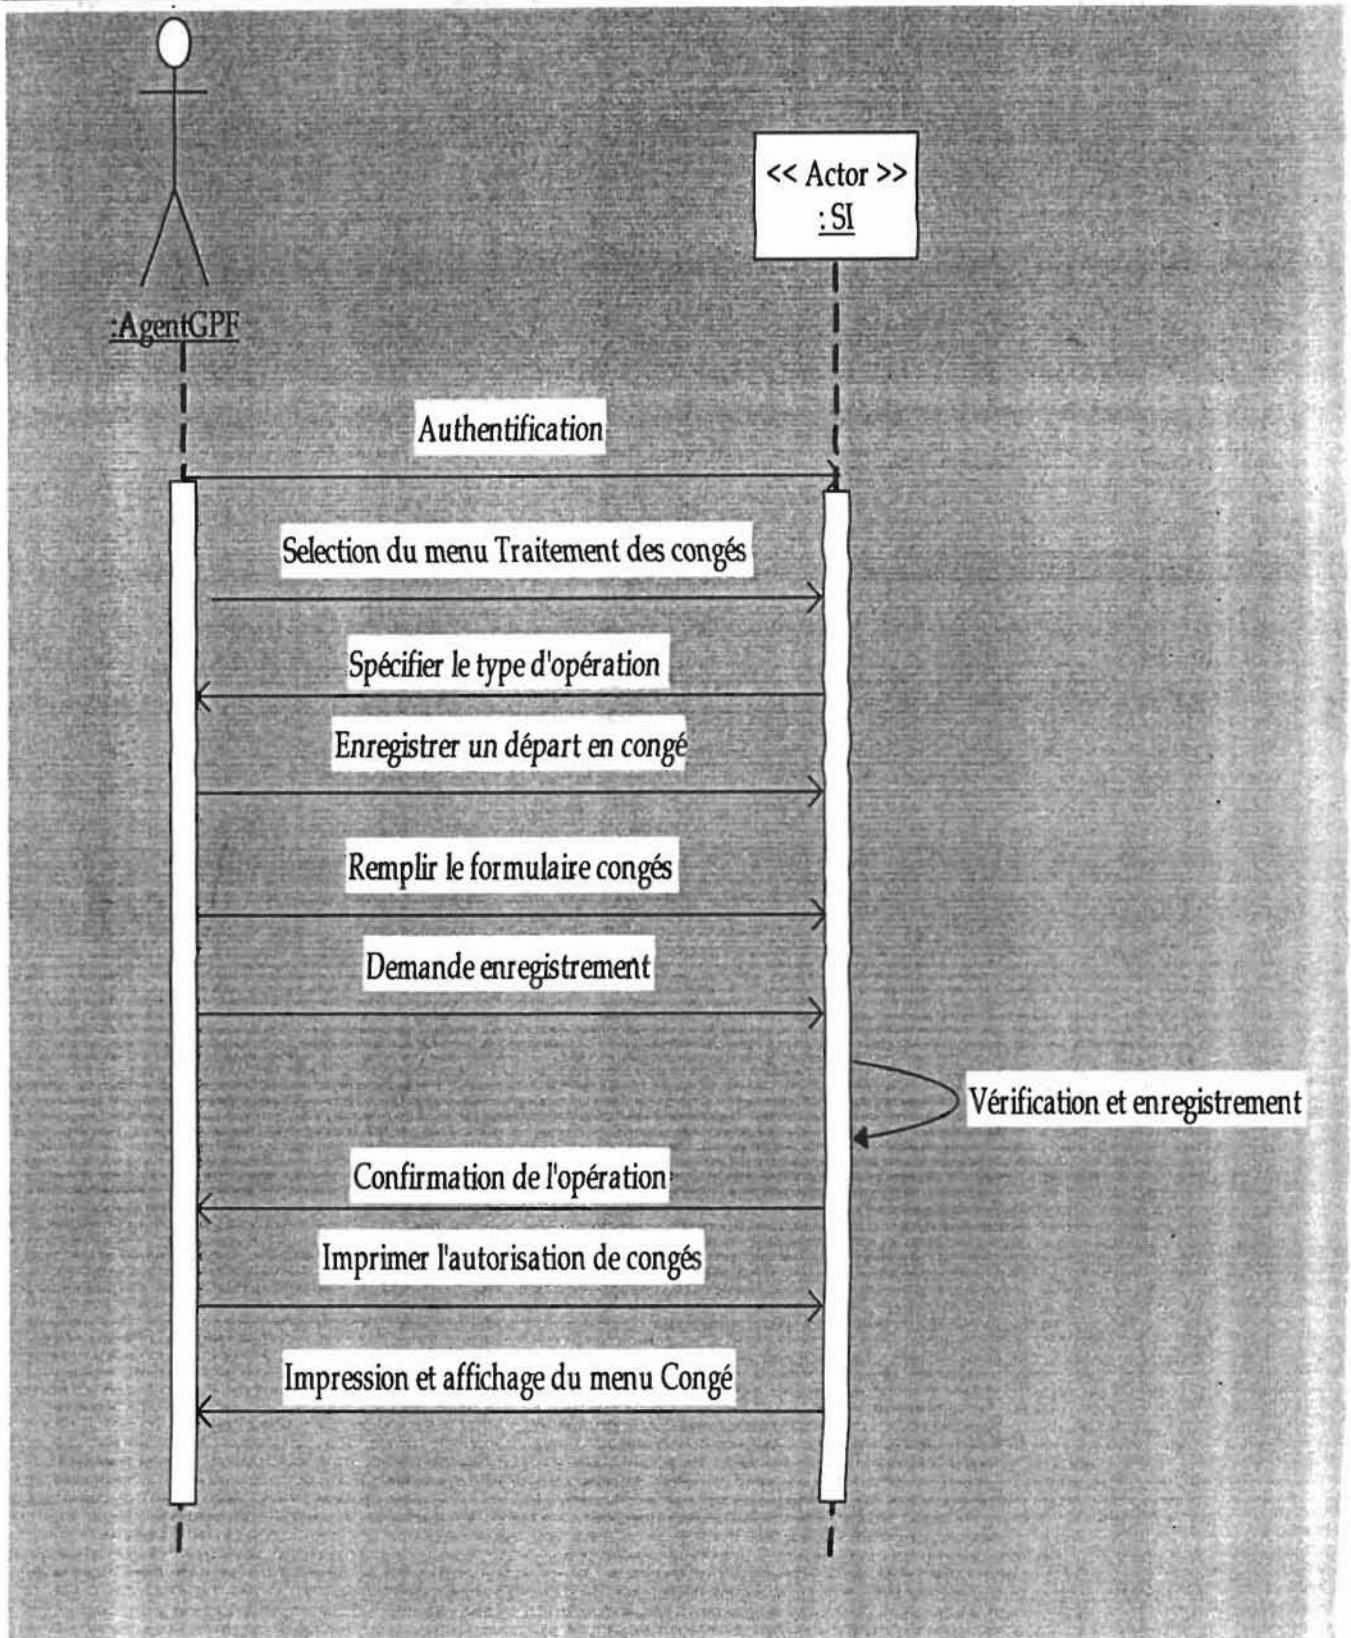 << Actor >>
: SI
:AgentGPF
Authentification
Selection du menu Traitement des congés
Spécifier le type d'opération
Enregistrer un départ en congé
Remplir le formulaire congés
Demande enregistrement
Vérification et enregistrement
Confirmation de l'opération
Imprimer l'autorisation de congés
Impression et affichage du menu Congé